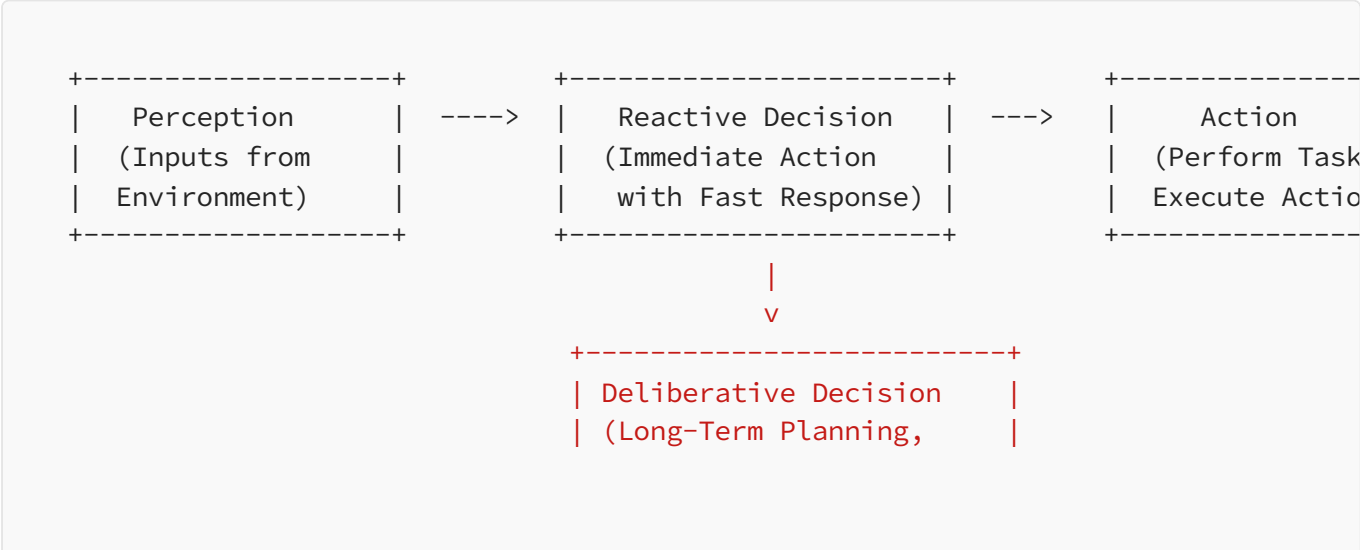 +-------------------+ +----------------------+ +---------------
| Perception | ----> | Reactive Decision | ---> | Action
| (Inputs from | | (Immediate Action | | (Perform Task
| Environment) | | with Fast Response) | | Execute Actio
+-------------------+ +----------------------+ +---------------
|
v
+--------------------------+
| Deliberative Decision |
| (Long-Term Planning, |